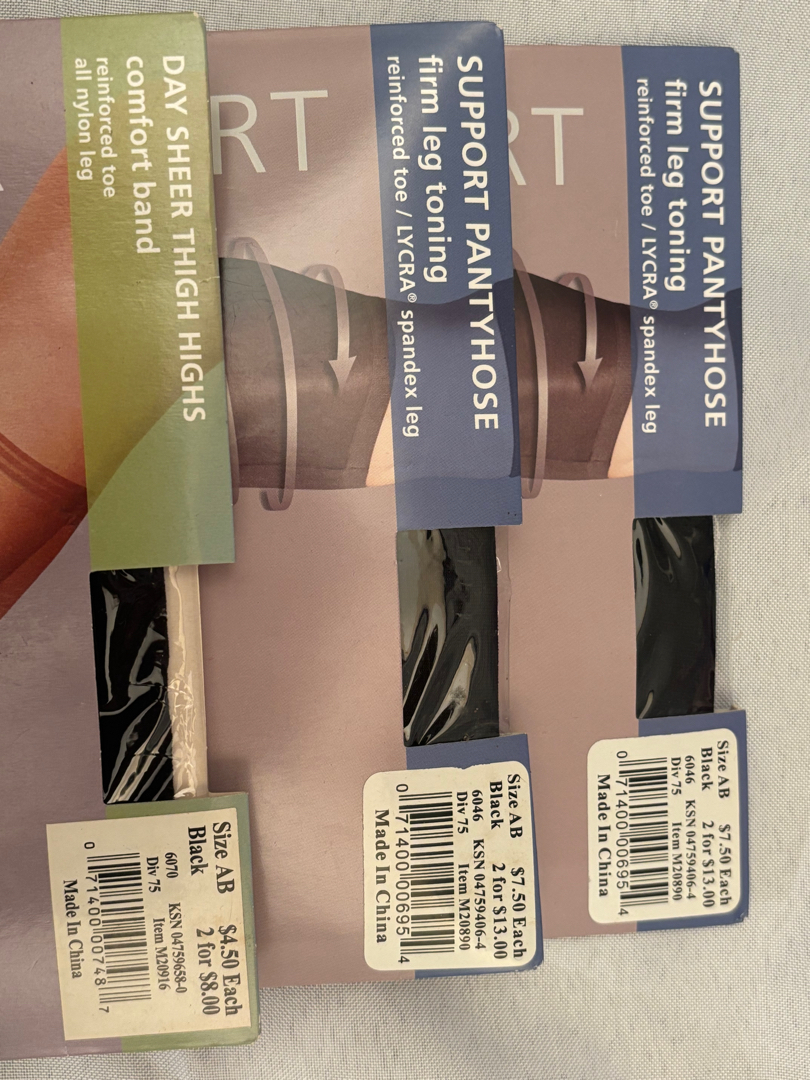 DAY SHEER THIGH HIGHS
comfort band
reinforced toe
all nylon leg
Size AB $4.50 Each
Black 2 for $8.00
6070 KSN 04759658-0
Div 75 Item M20916
0 71400 00748 7
Made In China
RT
SUPPORT PANTYHOSE
firm leg toning
reinforced toe / LYCRA® spandex leg
Size AB $7.50 Each
Black 2 for $13.00
6046 KSN 04759406-4
Div 75 Item M20890
0 71400 00695 4
Made In China
RT
SUPPORT PANTYHOSE
firm leg toning
reinforced toe / LYCRA® spandex leg
Size AB $7.50 Each
Black 2 for $13.00
6046 KSN 04759406-4
Div 75 Item M20890
0 71400 00695 4
Made In China